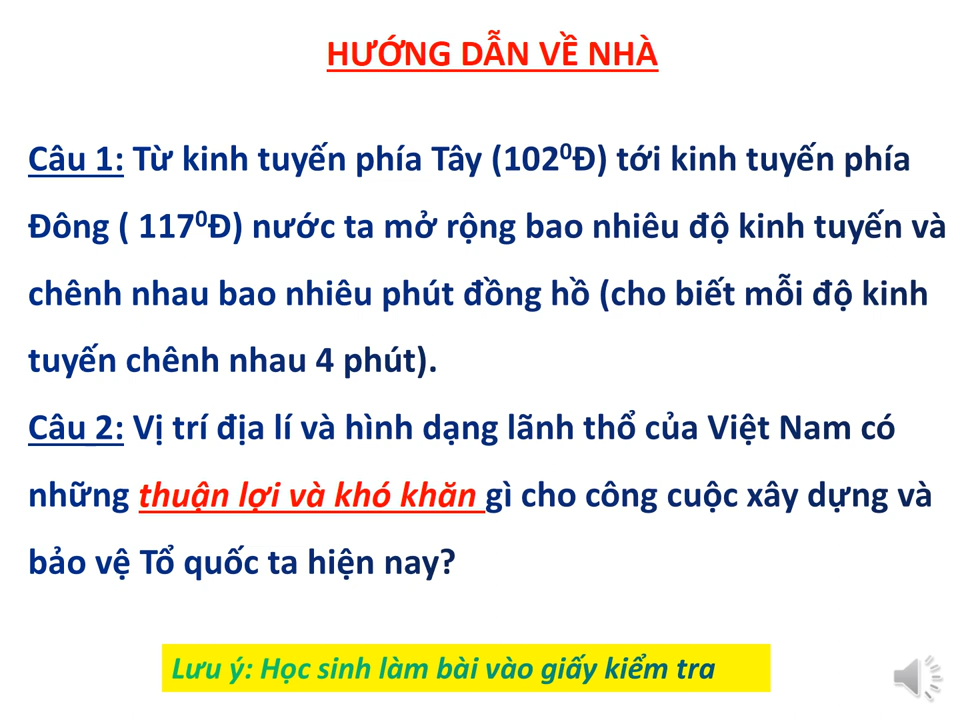 HƯỚNG DẪN VỀ NHÀ
Câu 1: Từ kinh tuyến phía Tây (102⁰Đ) tới kinh tuyến phía
Đông ( 117⁰Đ) nước ta mở rộng bao nhiêu độ kinh tuyến và
chênh nhau bao nhiêu phút đồng hồ (cho biết mỗi độ kinh
tuyến chênh nhau 4 phút).
Câu 2: Vị trí địa lí và hình dạng lãnh thổ của Việt Nam có
những thuận lợi và khó khăn gì cho công cuộc xây dựng và
bảo vệ Tổ quốc ta hiện nay?
Lưu ý: Học sinh làm bài vào giấy kiểm tra